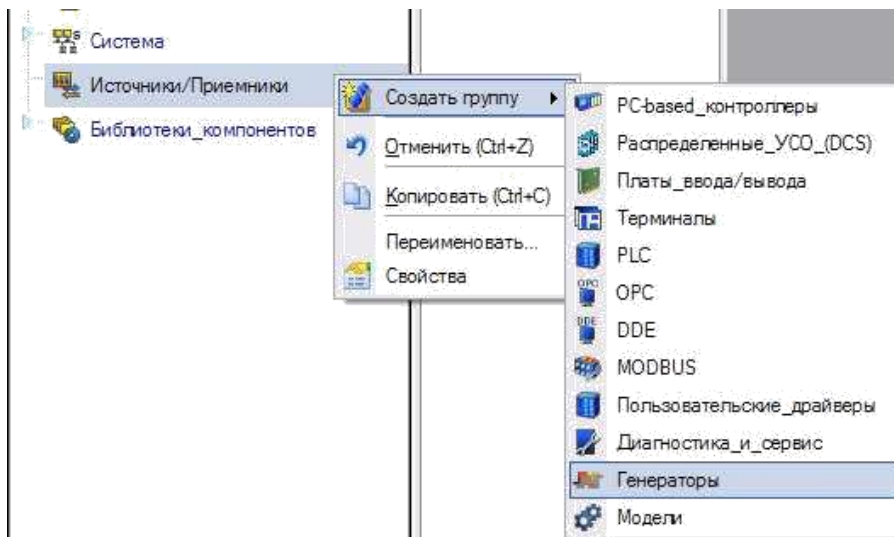 Система
Источники/Приемники
Библиотеки_компонентов
Создать группу
Отменить (Ctrl+Z)
Копировать (Ctrl+C)
Переименовать...
Свойства
PC-based_контроллеры
Распределенные_УСО_(DCS)
Платы_ввода/вывода
Терминалы
PLC
OPC
DDE
MODBUS
Пользовательские_драйверы
Диагностика_и_сервис
Генераторы
Модели